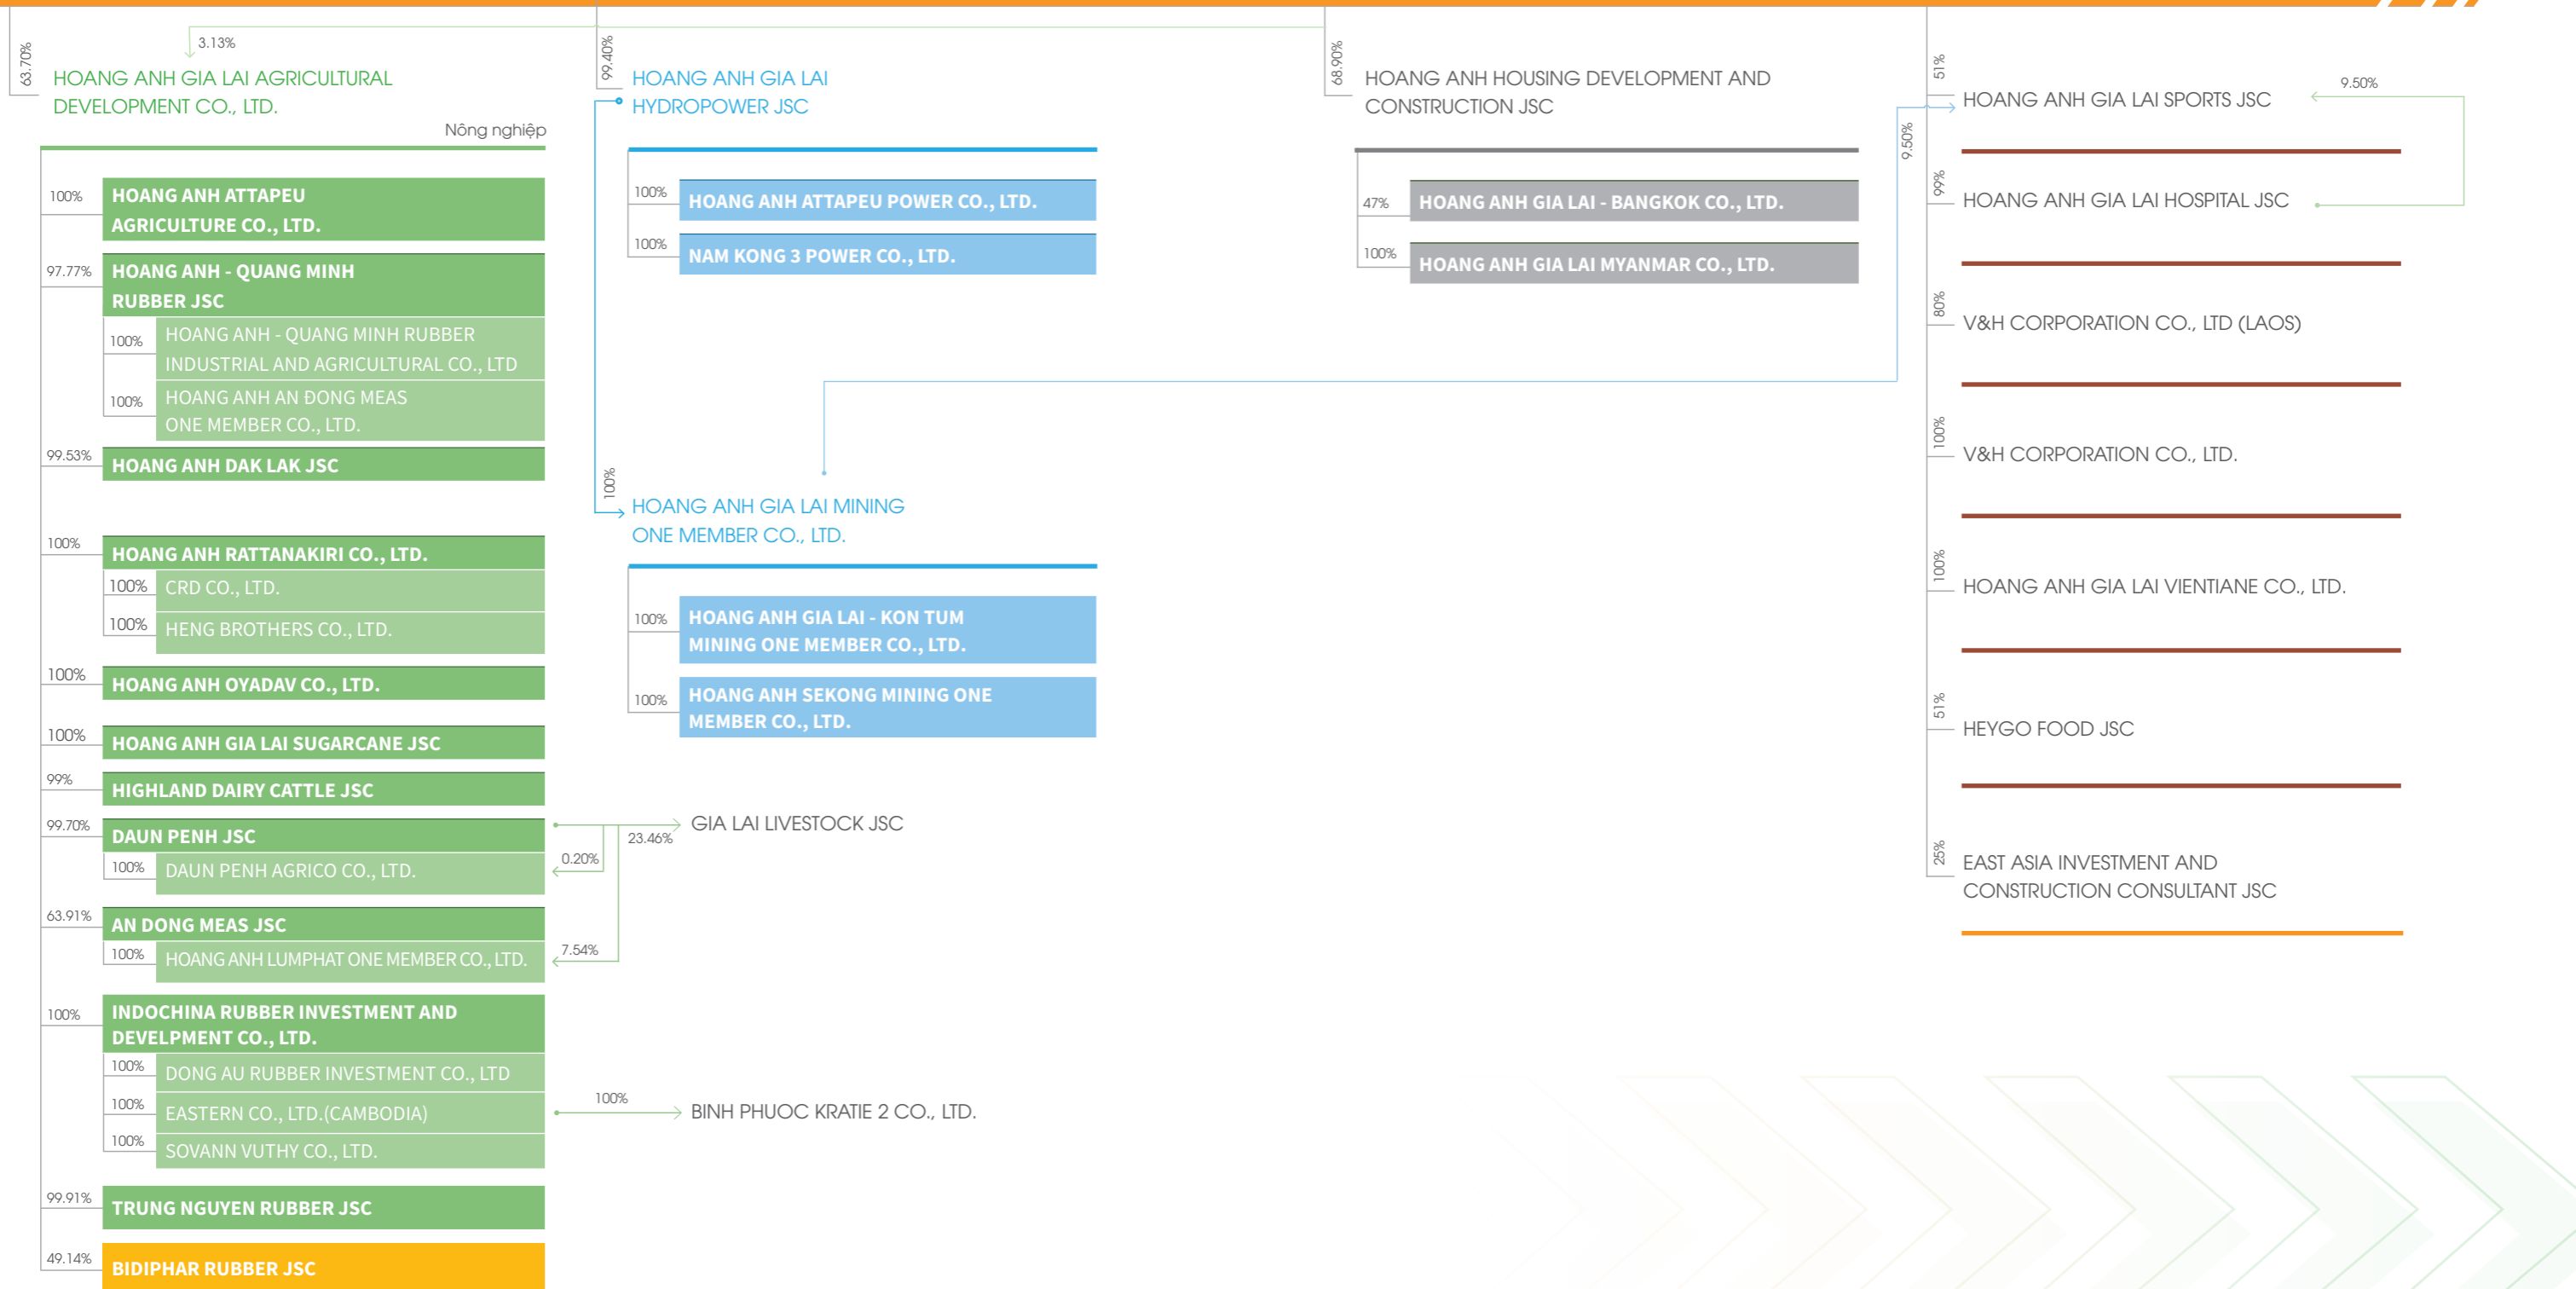 63.70%
3.13%
HOANG ANH GIA LAI AGRICULTURAL
DEVELOPMENT CO., LTD.
Nông nghiệp
100%
HOANG ANH ATTAPEU
AGRICULTURE CO., LTD.
97.77%
HOANG ANH - QUANG MINH
RUBBER JSC
100%
HOANG ANH - QUANG MINH RUBBER
INDUSTRIAL AND AGRICULTURAL CO., LTD
100%
HOANG ANH AN ĐONG MEAS
ONE MEMBER CO., LTD.
99.53%
HOANG ANH DAK LAK JSC
100%
HOANG ANH RATTANAKIRI CO., LTD.
100%
CRD CO., LTD.
100%
HENG BROTHERS CO., LTD.
100%
HOANG ANH OYADAV CO., LTD.
100%
HOANG ANH GIA LAI SUGARCANE JSC
99%
HIGHLAND DAIRY CATTLE JSC
99.70%
DAUN PENH JSC
100%
DAUN PENH AGRICO CO., LTD.
63.91%
AN DONG MEAS JSC
100%
HOANG ANH LUMPHAT ONE MEMBER CO., LTD.
100%
INDOCHINA RUBBER INVESTMENT AND
DEVELPMENT CO., LTD.
100%
DONG AU RUBBER INVESTMENT CO., LTD
100%
EASTERN CO., LTD.(CAMBODIA)
100%
SOVANN VUTHY CO., LTD.
99.91%
TRUNG NGUYEN RUBBER JSC
49.14%
BIDIPHAR RUBBER JSC
99.40%
HOANG ANH GIA LAI
HYDROPOWER JSC
100%
HOANG ANH ATTAPEU POWER CO., LTD.
100%
NAM KONG 3 POWER CO., LTD.
100%
HOANG ANH GIA LAI MINING
ONE MEMBER CO., LTD.
100%
HOANG ANH GIA LAI - KON TUM
MINING ONE MEMBER CO., LTD.
100%
HOANG ANH SEKONG MINING ONE
MEMBER CO., LTD.
23.46%
GIA LAI LIVESTOCK JSC
0.20%
7.54%
100%
BINH PHUOC KRATIE 2 CO., LTD.
68.90%
HOANG ANH HOUSING DEVELOPMENT AND
CONSTRUCTION JSC
47%
HOANG ANH GIA LAI - BANGKOK CO., LTD.
100%
HOANG ANH GIA LAI MYANMAR CO., LTD.
51%
HOANG ANH GIA LAI SPORTS JSC
9.50%
9.50%
99%
HOANG ANH GIA LAI HOSPITAL JSC
80%
V&H CORPORATION CO., LTD (LAOS)
100%
V&H CORPORATION CO., LTD.
100%
HOANG ANH GIA LAI VIENTIANE CO., LTD.
51%
HEYGO FOOD JSC
25%
EAST ASIA INVESTMENT AND
CONSTRUCTION CONSULTANT JSC